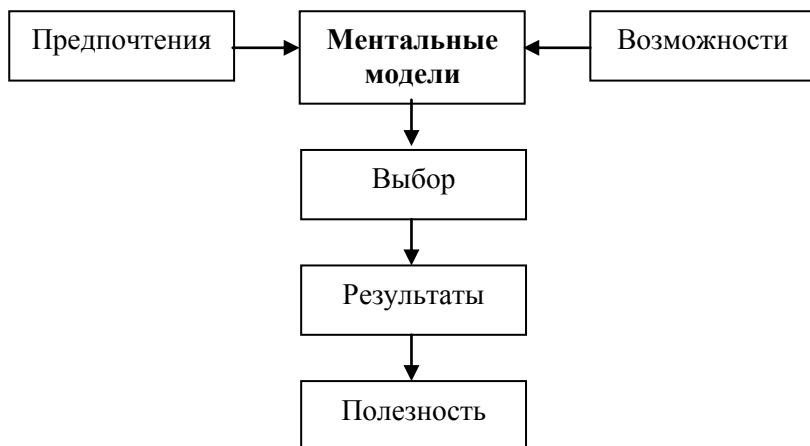 Предпочтения
Ментальные
модели
Возможности
Выбор
Результаты
Полезность